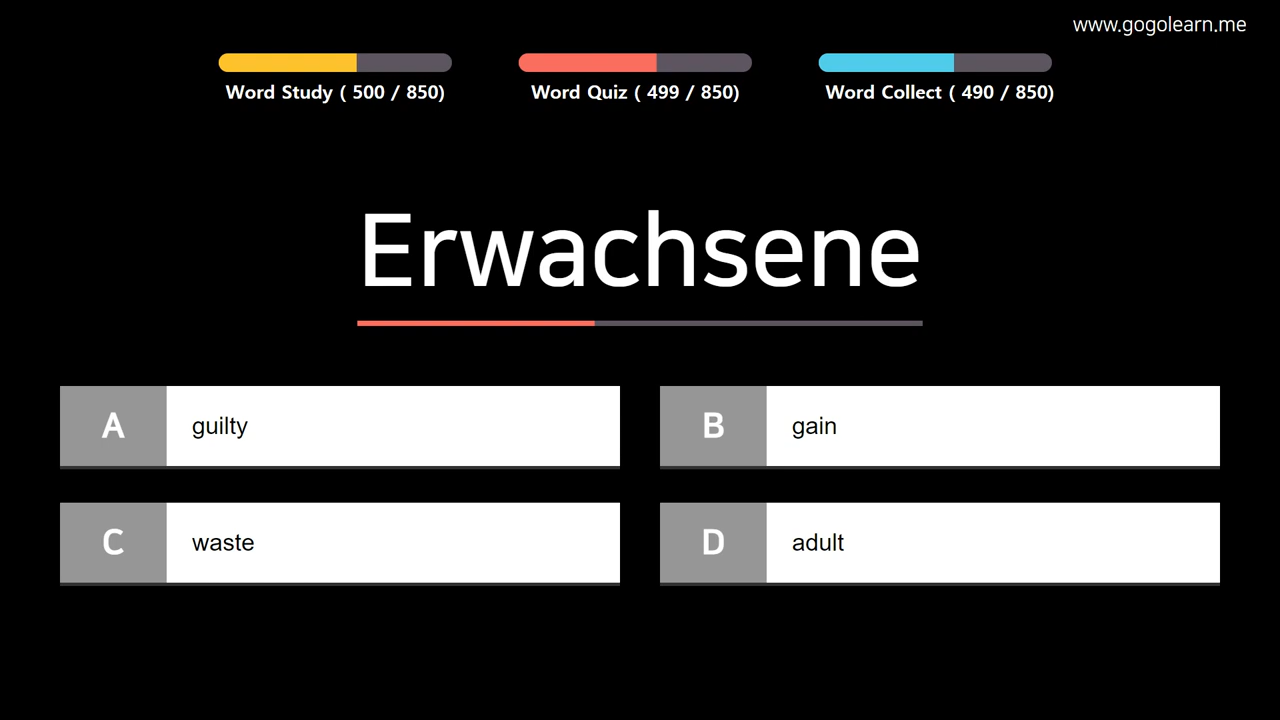 www.gogolearn.me
Word Study ( 500 / 850)
Word Quiz ( 499 / 850)
Word Collect ( 490 / 850)
Erwachsene
A guilty
B gain
C waste
D adult